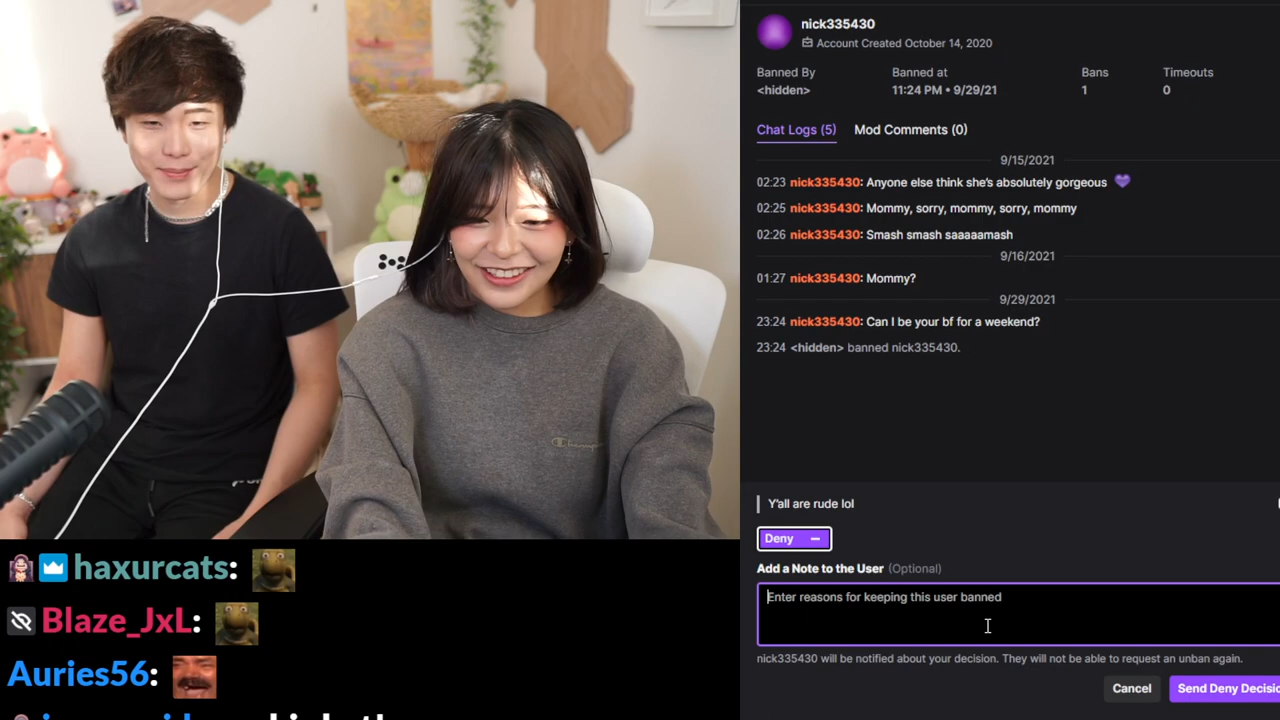 nick335430
Account Created October 14, 2020
Banned By
Banned at
Bans
Timeouts
<hidden>
11:24 PM • 9/29/21
1
0
Chat Logs (5)
Mod Comments (0)
9/15/2021
02:23 nick335430: Anyone else think she's absolutely gorgeous
02:25 nick335430: Mommy, sorry, mommy, sorry, mommy
02:26 nick335430: Smash smash saaaaamash
9/16/2021
01:27 nick335430: Mommy?
9/29/2021
23:24 nick335430: Can I be your bf for a weekend?
23:24 <hidden> banned nick335430.
Y'all are rude lol
Deny
Add a Note to the User (Optional)
Enter reasons for keeping this user banned
nick335430 will be notified about your decision. They will not be able to request an unban again.
Cancel
Send Deny Decisio
Champion
haxurcats:
Blaze_JxL:
Auries56: